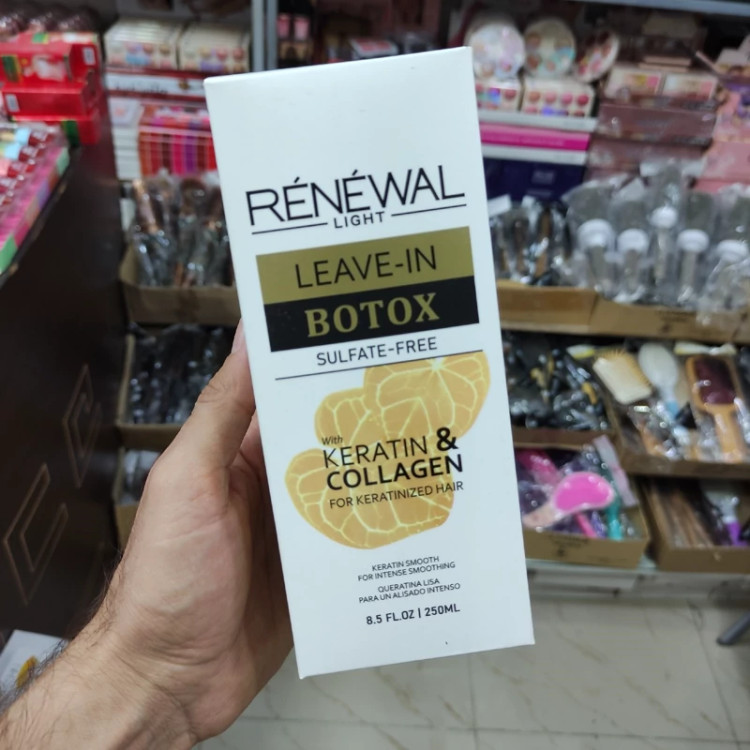 RÉNÉWAL
LIGHT
LEAVE-IN
BOTOX
SULFATE-FREE
With
KERATIN &
COLLAGEN
FOR KERATINIZED HAIR
KERATIN SMOOTH
FOR INTENSE SMOOTHING
QUERATINA LISA
PARA UN ALISADO INTENSO
8.5 FL.OZ | 250ML